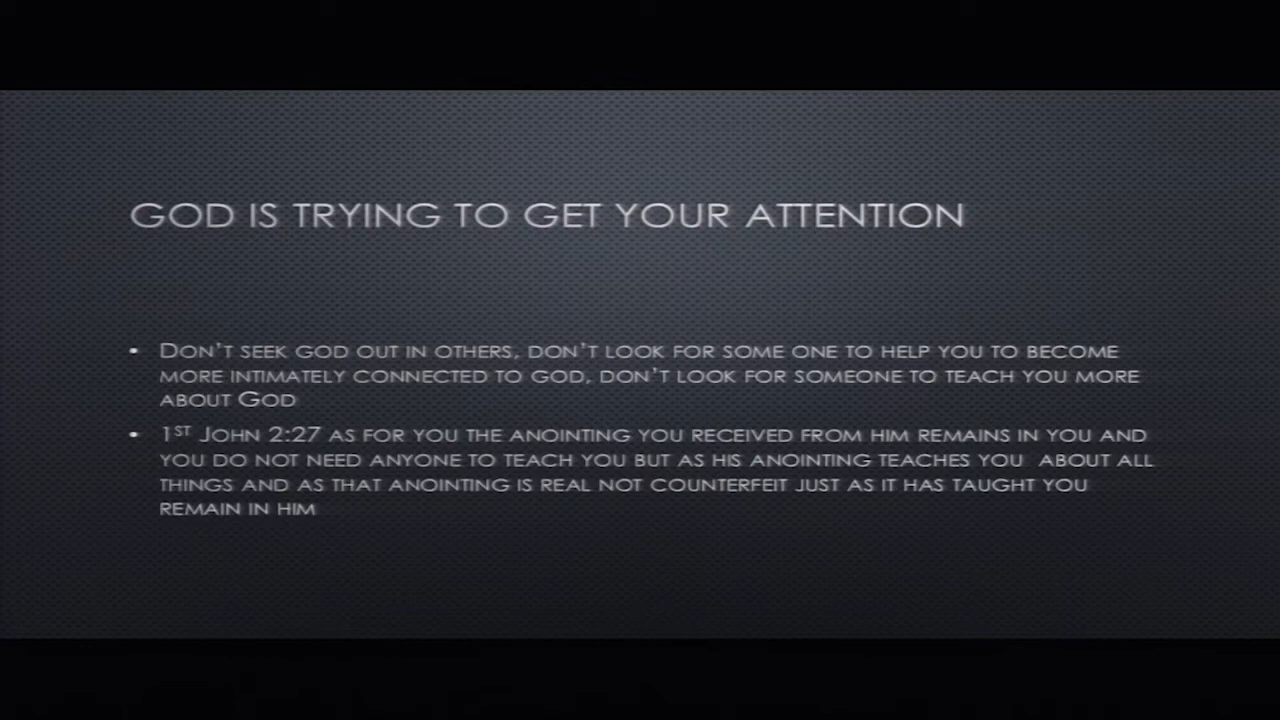 GOD IS TRYING TO GET YOUR ATTENTION
• DON'T SEEK GOD OUT IN OTHERS, DON'T LOOK FOR SOME ONE TO HELP YOU TO BECOME
MORE INTIMATELY CONNECTED TO GOD, DON'T LOOK FOR SOMEONE TO TEACH YOU MORE
ABOUT GOD
• 1ST JOHN 2:27 AS FOR YOU THE ANOINTING YOU RECEIVED FROM HIM REMAINS IN YOU AND
YOU DO NOT NEED ANYONE TO TEACH YOU BUT AS HIS ANOINTING TEACHES YOU ABOUT ALL
THINGS AND AS THAT ANOINTING IS REAL NOT COUNTERFEIT JUST AS IT HAS TAUGHT YOU
REMAIN IN HIM